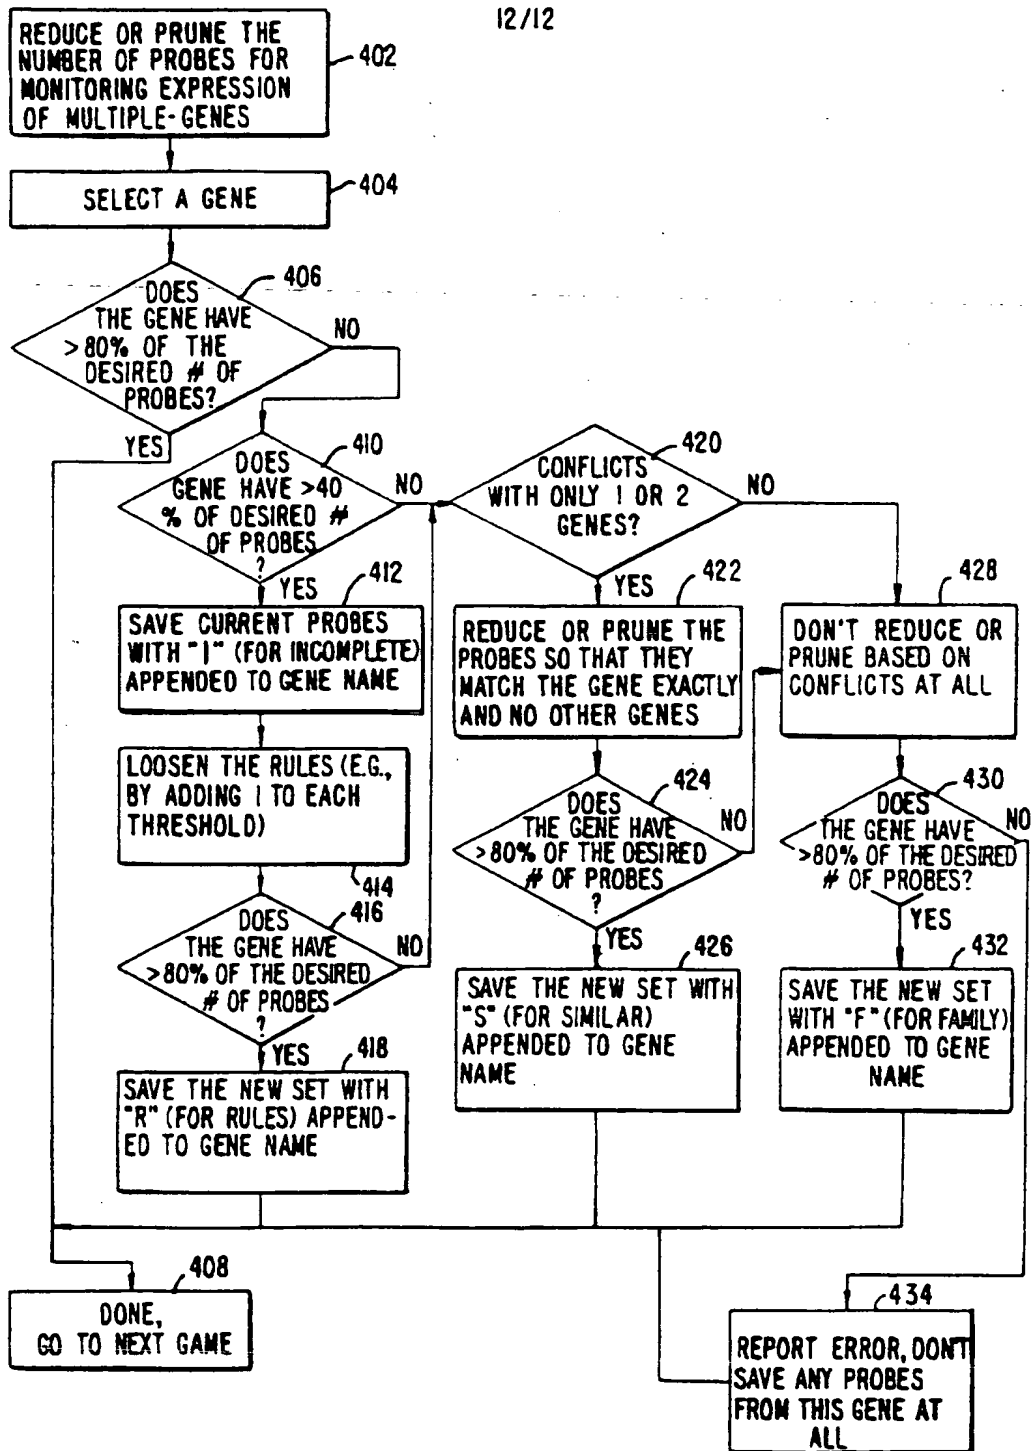 12/12
REDUCE OR PRUNE THE
NUMBER OF PROBES FOR
MONITORING EXPRESSION
OF MULTIPLE-GENES
402
SELECT A GENE
404
406
DOES
THE GENE HAVE
>80% OF THE
DESIRED # OF
PROBES?
NO
YES
410
DOES
GENE HAVE >40
% OF DESIRED #
OF PROBES
?
NO
YES
412
SAVE CURRENT PROBES
WITH "I" (FOR INCOMPLETE)
APPENDED TO GENE NAME
LOOSEN THE RULES (E.G.,
BY ADDING 1 TO EACH
THRESHOLD)
414
416
DOES
THE GENE HAVE
>80% OF THE DESIRED
# OF PROBES
?
NO
YES
418
SAVE THE NEW SET WITH
"R" (FOR RULES) APPEND-
ED TO GENE NAME
420
CONFLICTS
WITH ONLY 1 OR 2
GENES?
NO
YES
422
REDUCE OR PRUNE THE
PROBES SO THAT THEY
MATCH THE GENE EXACTLY
AND NO OTHER GENES
424
DOES
THE GENE HAVE
>80% OF THE DESIRED
# OF PROBES
?
NO
YES
426
SAVE THE NEW SET WITH
"S" (FOR SIMILAR)
APPENDED TO GENE
NAME
428
DON'T REDUCE OR
PRUNE BASED ON
CONFLICTS AT ALL
430
DOES
THE GENE HAVE
>80% OF THE DESIRED
# OF PROBES?
NO
YES
432
SAVE THE NEW SET
WITH "F" (FOR FAMILY)
APPENDED TO GENE
NAME
408
DONE,
GO TO NEXT GAME
434
REPORT ERROR, DON'T
SAVE ANY PROBES
FROM THIS GENE AT
ALL